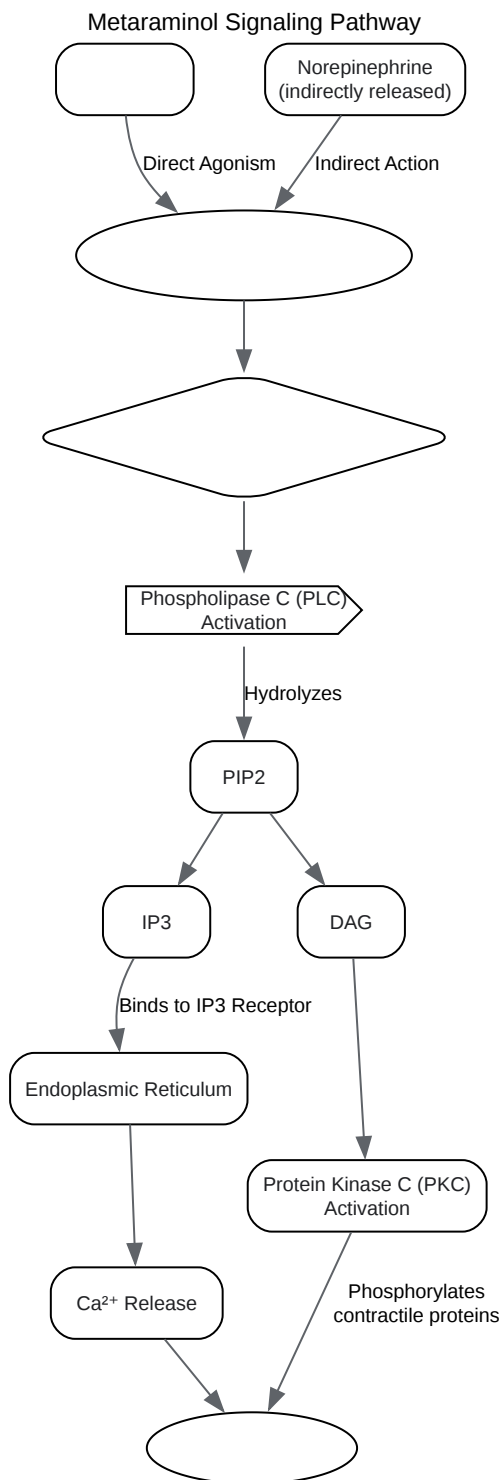 Metaraminol Signaling Pathway
Norepinephrine
(indirectly released)
Direct Agonism
Indirect Action
Phospholipase C (PLC)
Activation
Hydrolyzes
PIP2
IP3
DAG
Binds to IP3 Receptor
Endoplasmic Reticulum
Protein Kinase C (PKC)
Activation
Ca²⁺ Release
Phosphorylates
contractile proteins